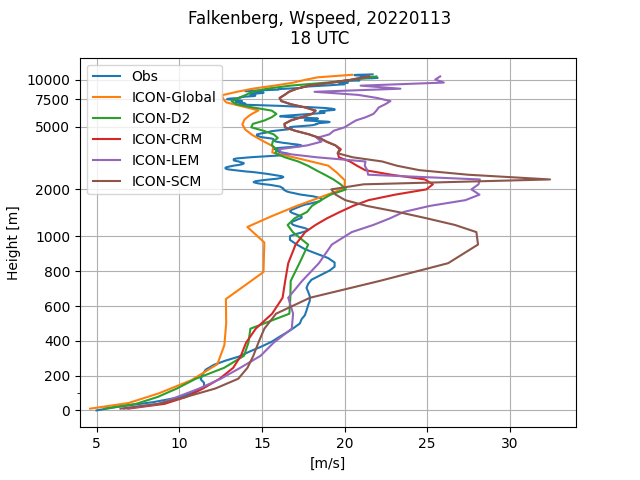 Falkenberg, Wspeed, 20220113
18 UTC
Obs
ICON-Global
ICON-D2
ICON-CRM
ICON-LEM
ICON-SCM
Height [m]
10000
7500
5000
2000
1000
800
600
400
200
0
5 10 15 20 25 30
[m/s]